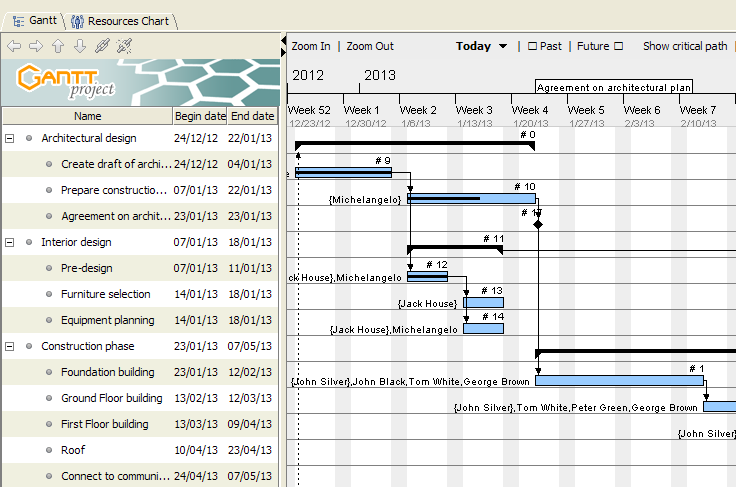 Gantt Resources Chart
Zoom In Zoom Out Today Past Future Show critical path
GANTT project
2012 2013
Agreement on architectural plan
Name Begin date End date
Week 52 Week 1 Week 2 Week 3 Week 4 Week 5 Week 6 Week 7
12/23/12 12/30/12 1/6/13 1/13/13 1/20/13 1/27/13 2/3/13 2/10/13
Architectural design 24/12/12 22/01/13 # 0
Create draft of archi... 24/12/12 04/01/13 # 9
Prepare constructio... 07/01/13 22/01/13 {Michelangelo} # 10
Agreement on archit... 23/01/13 23/01/13
Interior design 07/01/13 18/01/13 # 11
Pre-design 07/01/13 11/01/13 ck House},Michelangelo # 12
Furniture selection 14/01/13 18/01/13 {Jack House} # 13
Equipment planning 14/01/13 18/01/13 {Jack House},Michelangelo # 14
Construction phase 23/01/13 07/05/13
Foundation building 23/01/13 12/02/13 {John Silver},John Black,Tom White,George Brown # 1
Ground Floor building 13/02/13 12/03/13 {John Silver},Tom White,Peter Green,George Brown
First Floor building 13/03/13 09/04/13 {John Silver}
Roof 10/04/13 23/04/13
Connect to communi... 24/04/13 07/05/13